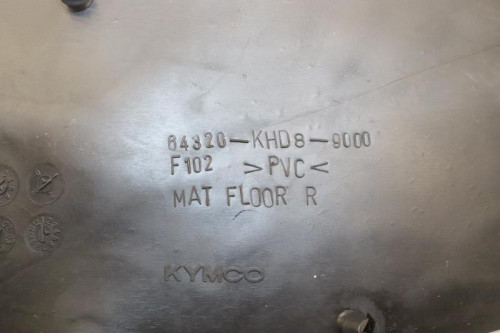 64320-KHD8-9000
F102 >PVC<
MAT FLOOR R
KYMCO